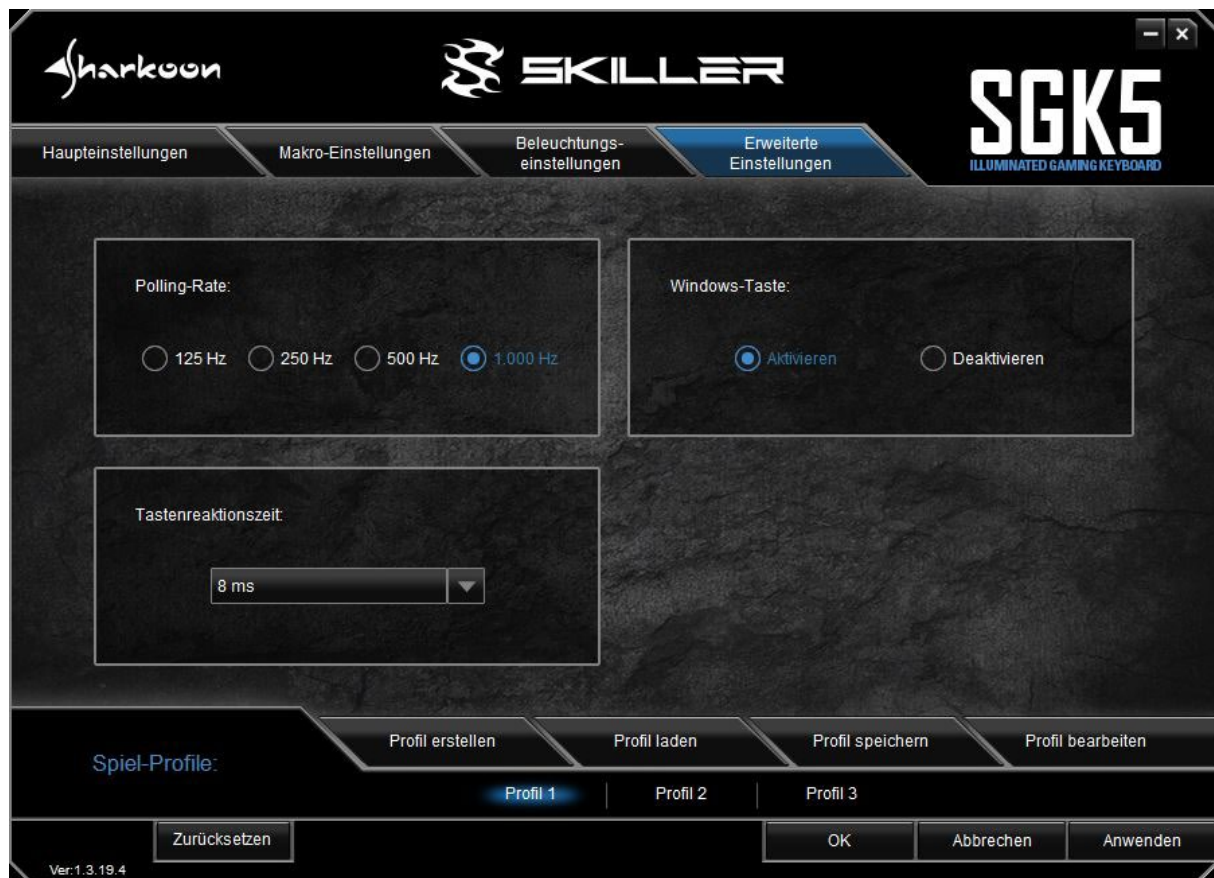 Sharkoon
SKILLER
SGK5
ILLUMINATED GAMING KEYBOARD
Haupteinstellungen
Makro-Einstellungen
Beleuchtungs-
einstellungen
Erweiterte
Einstellungen
Polling-Rate:
125 Hz
250 Hz
500 Hz
1.000 Hz
Windows-Taste:
Aktivieren
Deaktivieren
Tastenreaktionszeit:
8 ms
Spiel-Profile:
Profil erstellen
Profil laden
Profil speichern
Profil bearbeiten
Profil 1
Profil 2
Profil 3
Zurücksetzen
OK
Abbrechen
Anwenden
Ver:1.3.19.4